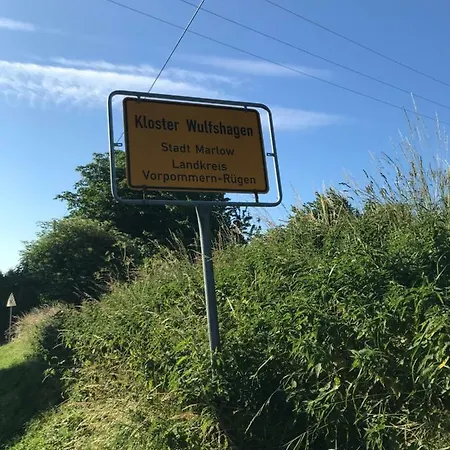 Kloster Wulfshagen
Stadt Marlow
Landkreis
Vorpommern-Rügen